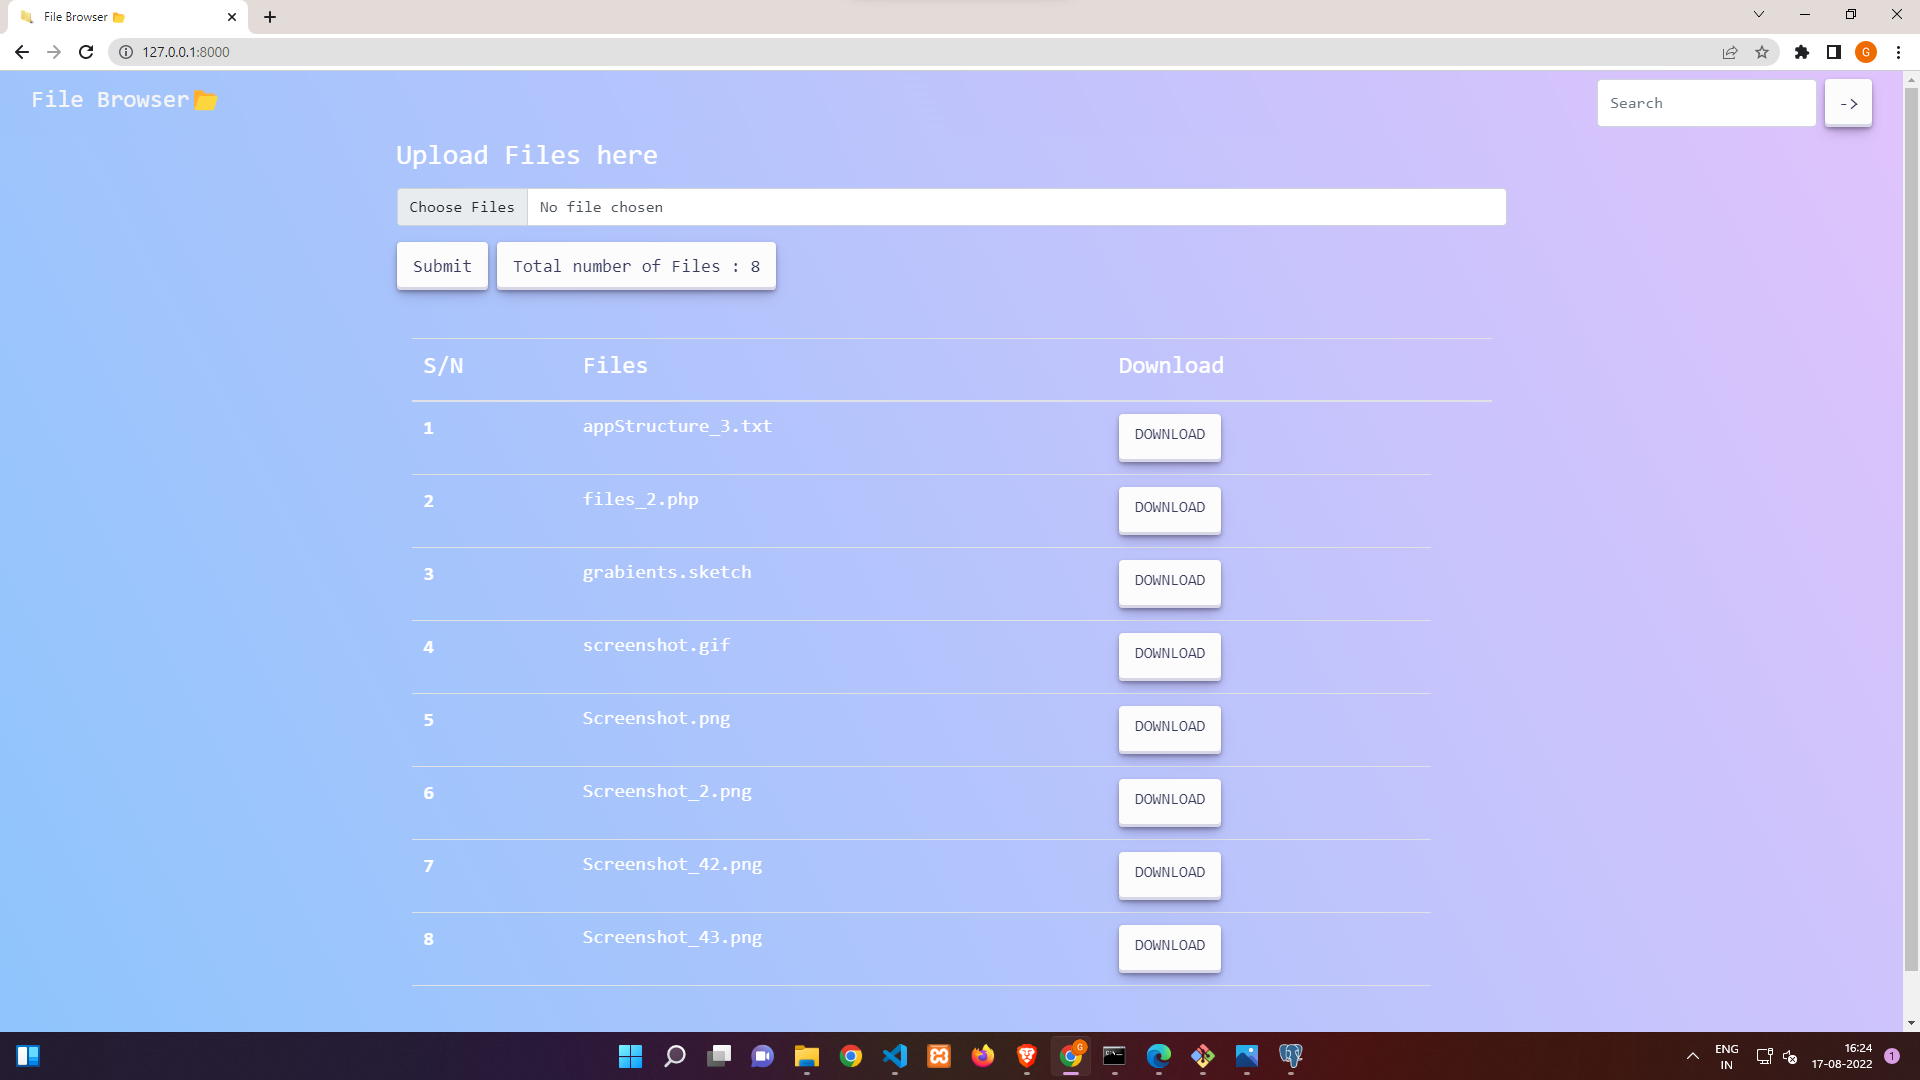 File Browser
127.0.0.1:8000
G
File Browser
Search
->
Upload Files here
Choose Files No file chosen
Submit Total number of Files : 8
S/N Files Download
1 appStructure_3.txt DOWNLOAD
2 files_2.php DOWNLOAD
3 grabients.sketch DOWNLOAD
4 screenshot.gif DOWNLOAD
5 Screenshot.png DOWNLOAD
6 Screenshot_2.png DOWNLOAD
7 Screenshot_42.png DOWNLOAD
8 Screenshot_43.png DOWNLOAD
G
ENG
IN
16:24
17-08-2022
1